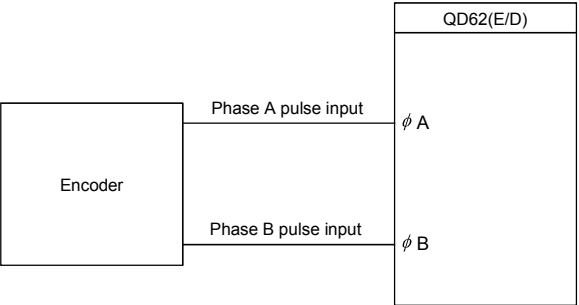 QD62(E/D)
Phase A pulse input
ϕ A
Encoder
Phase B pulse input
ϕ B